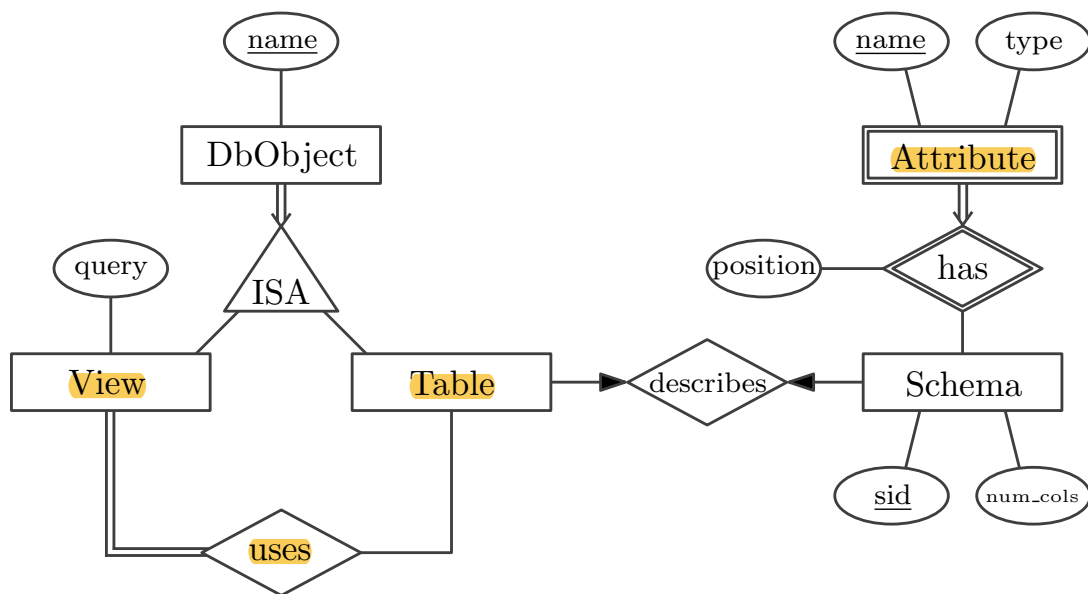 name
name
type
DbObject
Attribute
query
ISA
position
has
View
Table
describes
Schema
sid
num_cols
uses